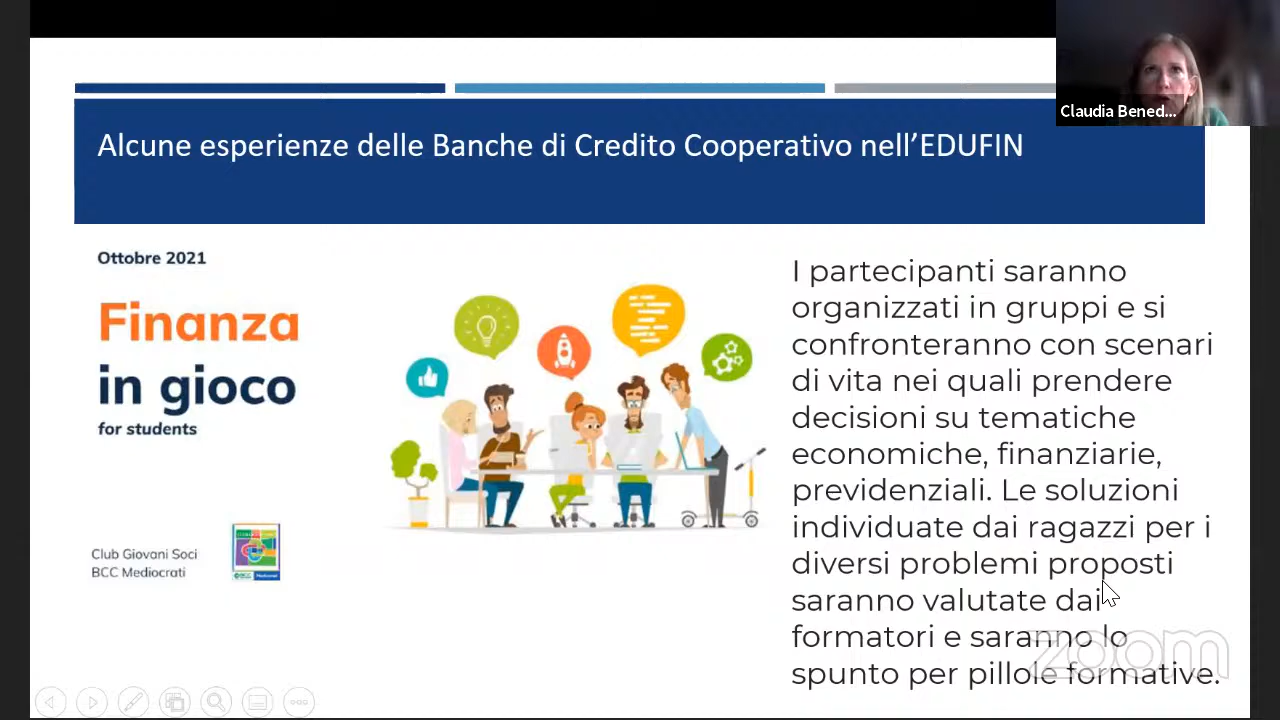 Claudia Bened...
Alcune esperienze delle Banche di Credito Cooperativo nell'EDUFIN
Ottobre 2021
Finanza
in gioco
for students
Club Giovani Soci
BCC Mediocrati
I partecipanti saranno
organizzati in gruppi e si
confronteranno con scenari
di vita nei quali prendere
decisioni su tematiche
economiche, finanziarie,
previdenziali. Le soluzioni
individuate dai ragazzi per i
diversi problemi proposti
saranno valutate dai
formatori e saranno lo
spunto per pillole formative.
zoom